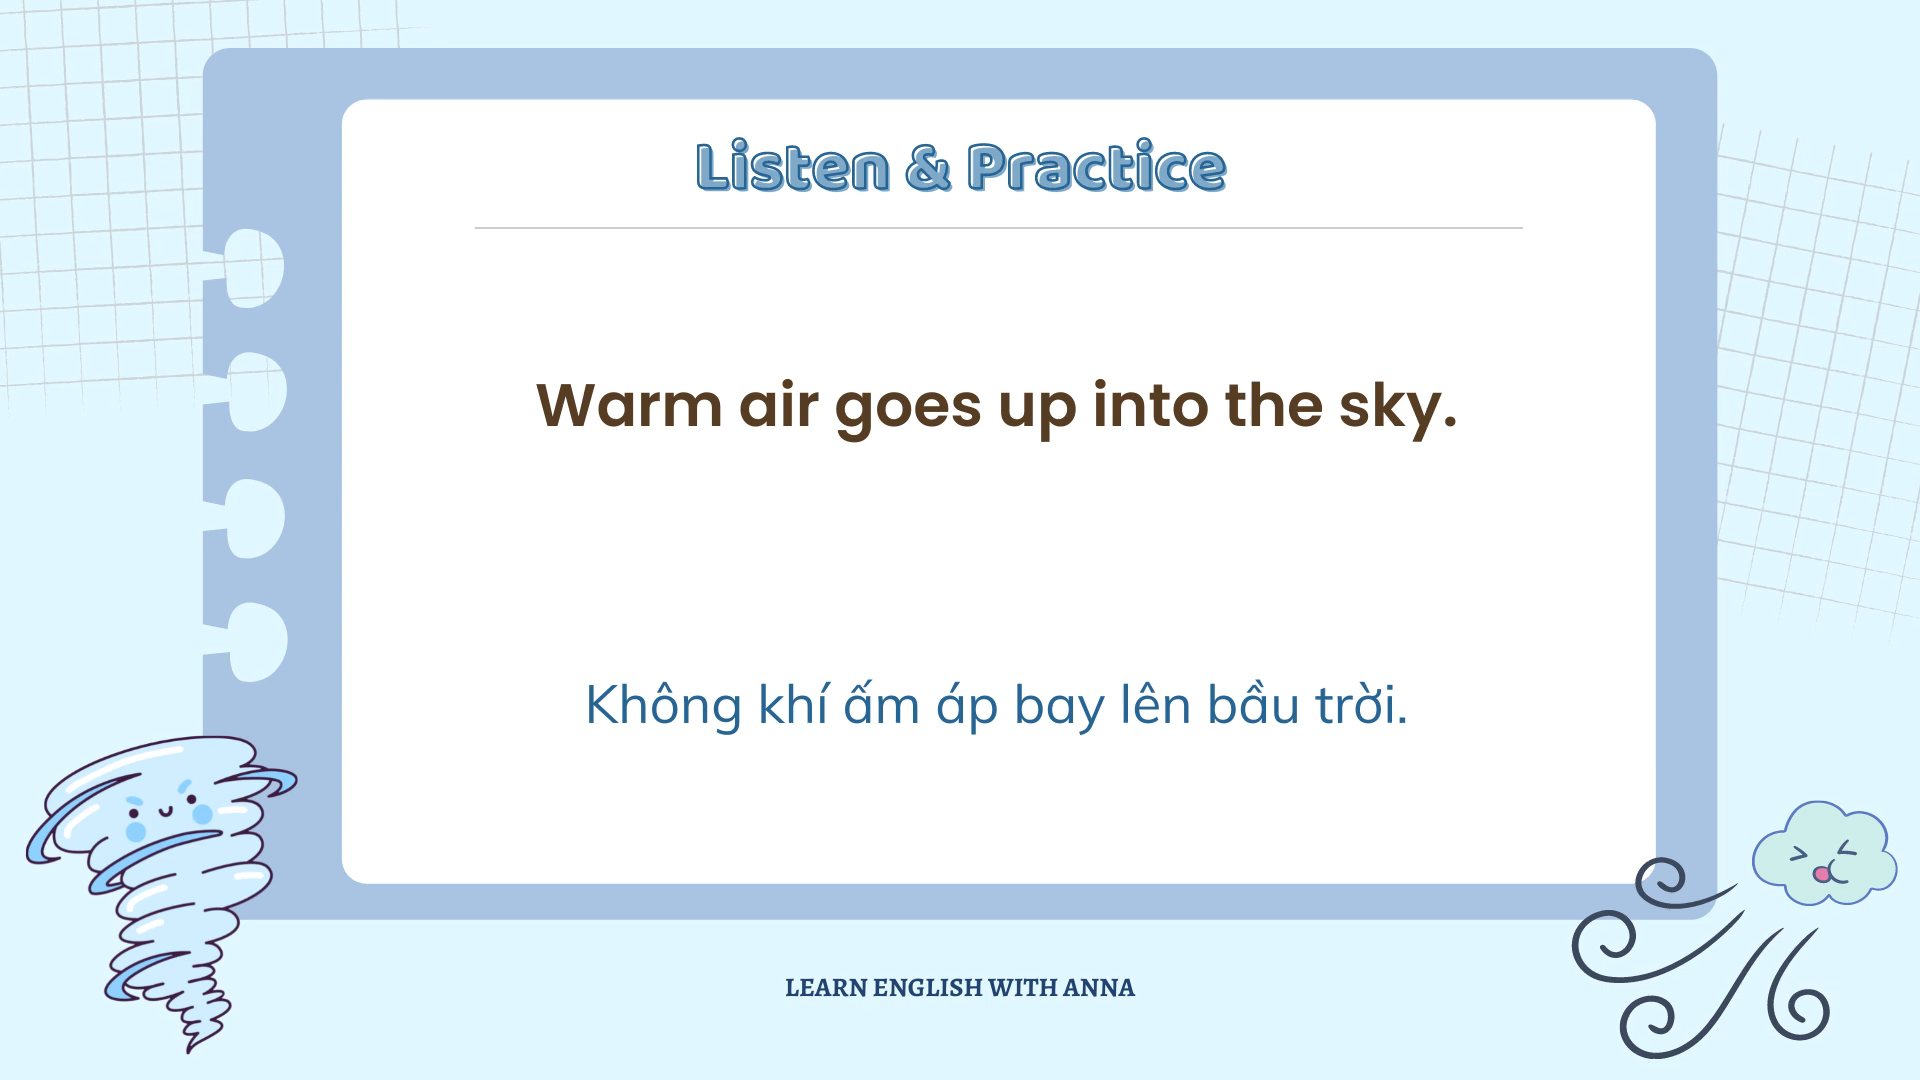 Listen & Practice
Warm air goes up into the sky.
Không khí ấm áp bay lên bầu trời.
LEARN ENGLISH WITH ANNA